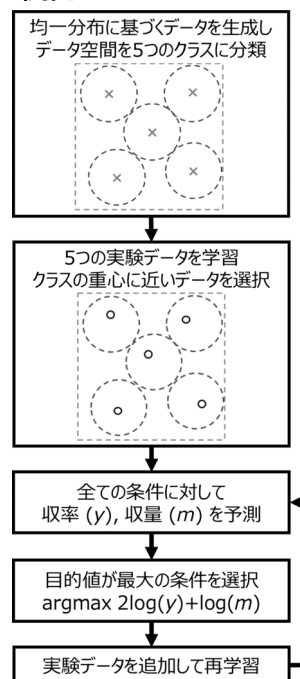 均一分布に基づくデータを生成し
データ空間を5つのクラスに分類
5つの実験データを学習
クラスの重心に近いデータを選択
全ての条件に対して
収率 (y), 収量 (m) を予測
目的値が最大の条件を選択
argmax 2log(y)+log(m)
実験データを追加して再学習